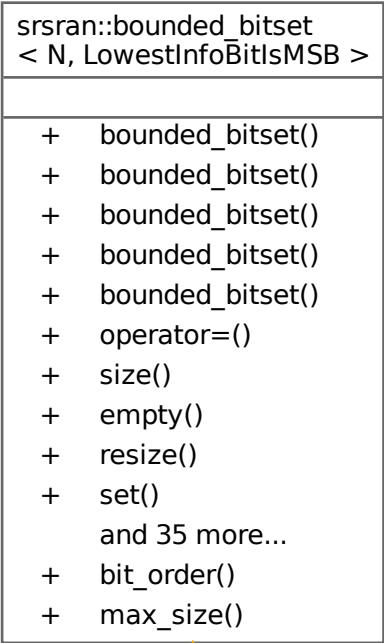 srsran::bounded_bitset
< N, LowestInfoBitIsMSB >
+ bounded_bitset()
+ bounded_bitset()
+ bounded_bitset()
+ bounded_bitset()
+ bounded_bitset()
+ operator=()
+ size()
+ empty()
+ resize()
+ set()
and 35 more...
+ bit_order()
+ max_size()